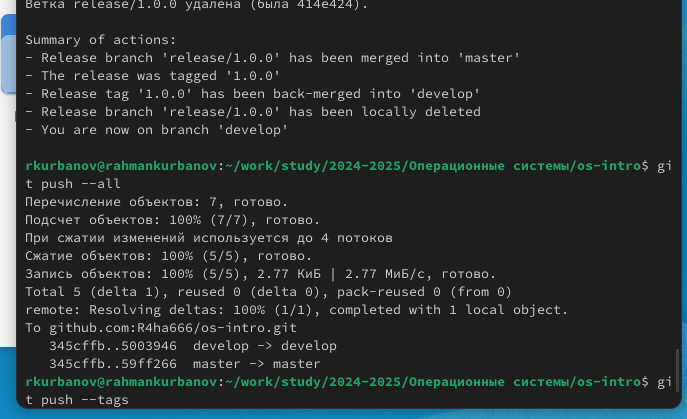 Ветка release/1.0.0 удалена (была 414e424).
Summary of actions:
- Release branch 'release/1.0.0' has been merged into 'master'
- The release was tagged '1.0.0'
- Release tag '1.0.0' has been back-merged into 'develop'
- Release branch 'release/1.0.0' has been locally deleted
- You are now on branch 'develop'
rkurbanov@rahmankurbanov:~/work/study/2024-2025/Операционные системы/os-intro$ gi
t push --all
Перечисление объектов: 7, готово.
Подсчет объектов: 100% (7/7), готово.
При сжатии изменений используется до 4 потоков
Сжатие объектов: 100% (5/5), готово.
Запись объектов: 100% (5/5), 2.77 КиБ | 2.77 МиБ/с, готово.
Total 5 (delta 1), reused 0 (delta 0), pack-reused 0 (from 0)
remote: Resolving deltas: 100% (1/1), completed with 1 local object.
To github.com:R4ha666/os-intro.git
   345cffb..5003946  develop -> develop
   345cffb..59ff266  master -> master
rkurbanov@rahmankurbanov:~/work/study/2024-2025/Операционные системы/os-intro$ gi
t push --tags